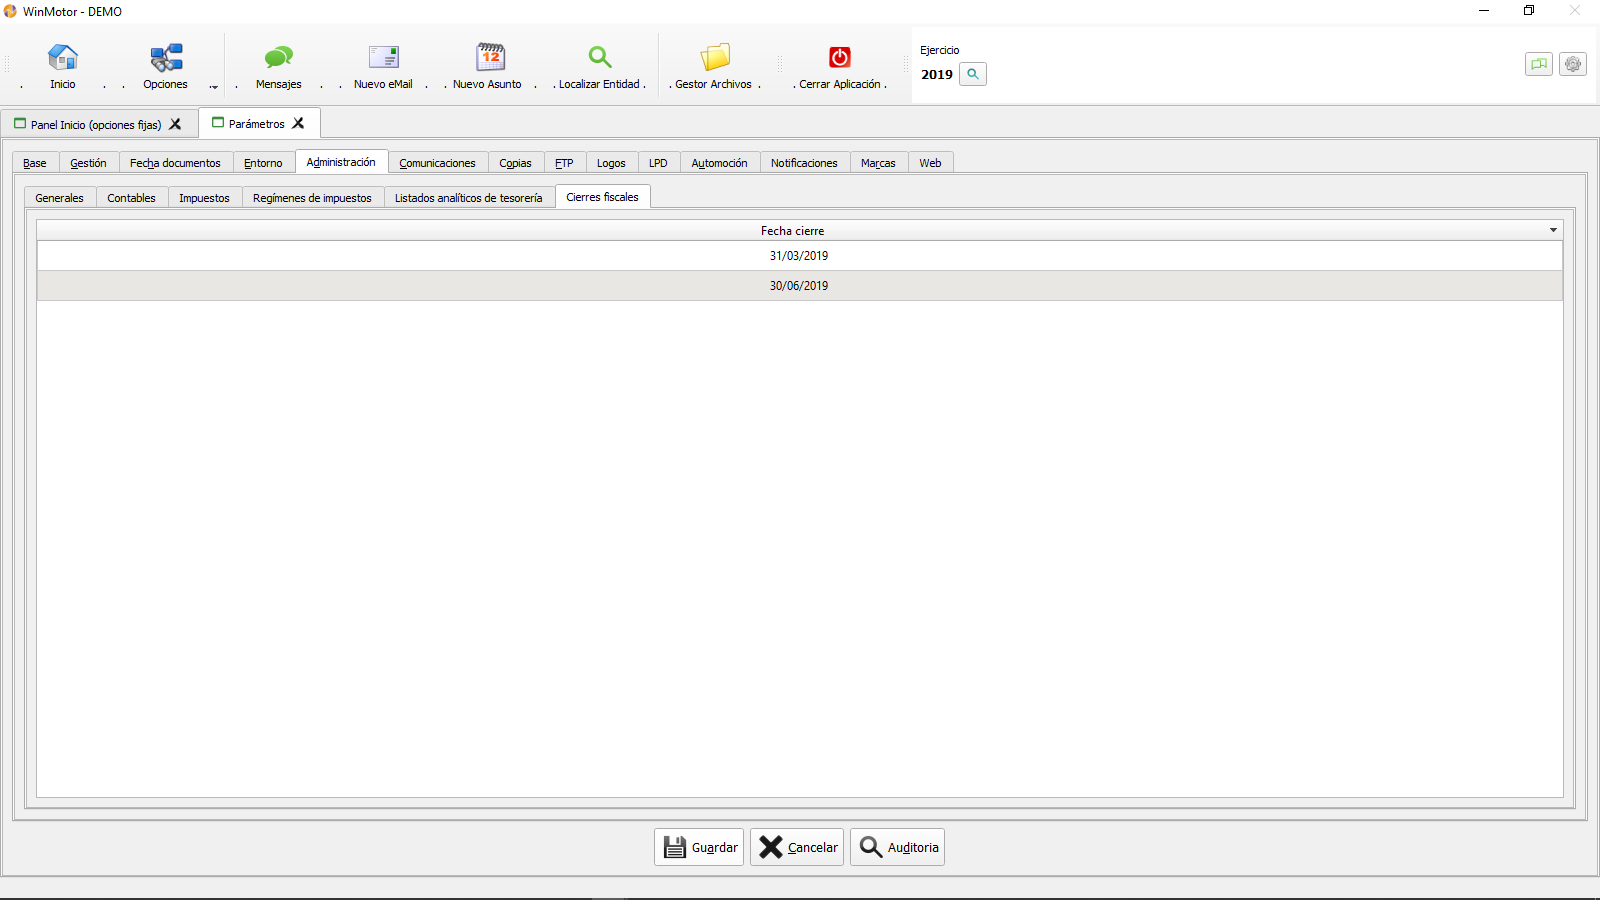 WinMotor - DEMO
Inicio
Opciones
Mensajes
Nuevo eMail
12
Nuevo Asunto
Localizar Entidad
Gestor Archivos
Cerrar Aplicación
Ejercicio
2019
Panel Inicio (opciones fijas)
Parámetros
Base
Gestión
Fecha documentos
Entorno
Administración
Comunicaciones
Copias
FTP
Logos
LPD
Automoción
Notificaciones
Marcas
Web
Generales
Contables
Impuestos
Regímenes de impuestos
Listados analíticos de tesorería
Cierres fiscales
Fecha cierre
31/03/2019
30/06/2019
Guardar
Cancelar
Auditoria